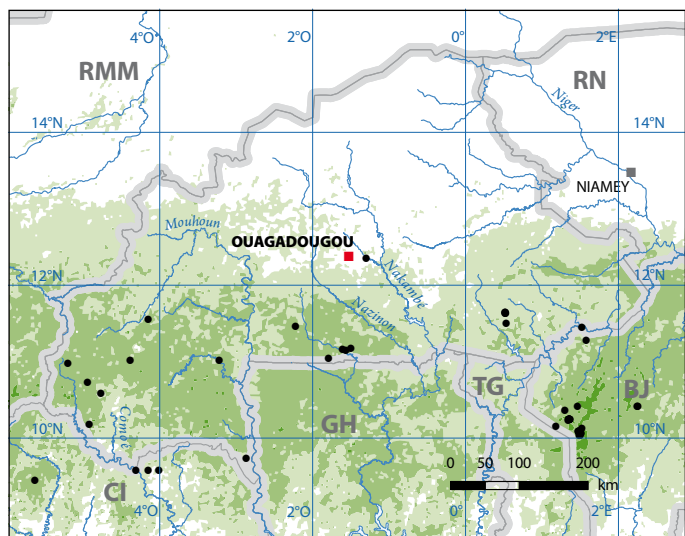 4°O
2°O
0°
2°E
RMM
RN
Niger
14°N
14°N
NIAMEY
Mouhoun
OUAGADOUGOU
Nakambé
12°N
12°N
Nazinon
TG
BJ
GH
Comoé
10°N
10°N
0 50 100 200
km
CI
4°O
2°O
0°
2°E